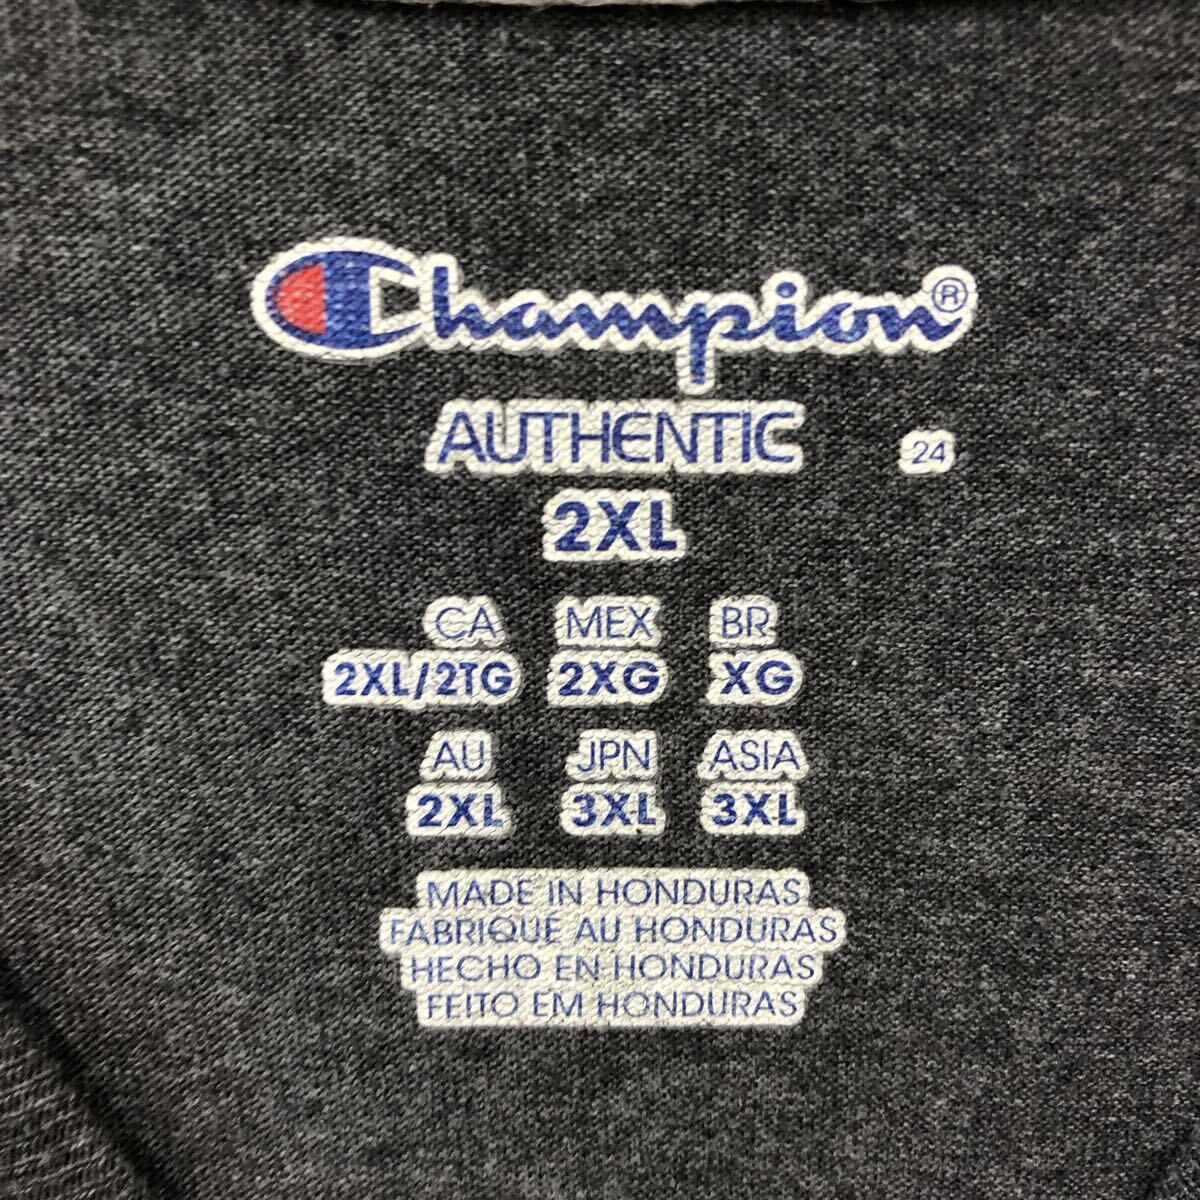 Champion®
AUTHENTIC 24
2XL
CA MEX BR
2XL/2TG 2XG XG
AU JPN ASIA
2XL 3XL 3XL
MADE IN HONDURAS
FABRIQUÉ AU HONDURAS
HECHO EN HONDURAS
FEITO EM HONDURAS